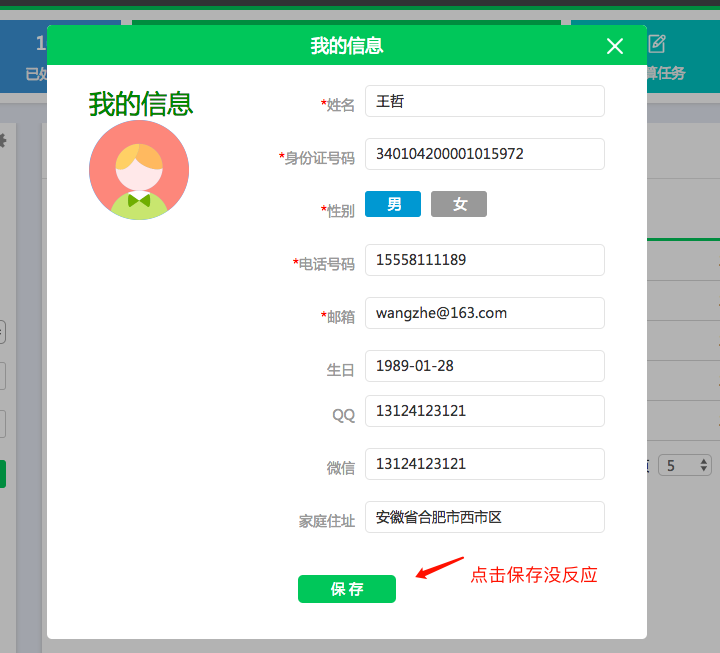 我的信息
1
已处
算任务
我的信息
*姓名 王哲
*身份证号码 340104200001015972
*性别 男 女
*电话号码 15558111189
*邮箱 wangzhe@163.com
生日 1989-01-28
QQ 13124123121
微信 13124123121
家庭住址 安徽省合肥市西市区
5
保存
点击保存没反应